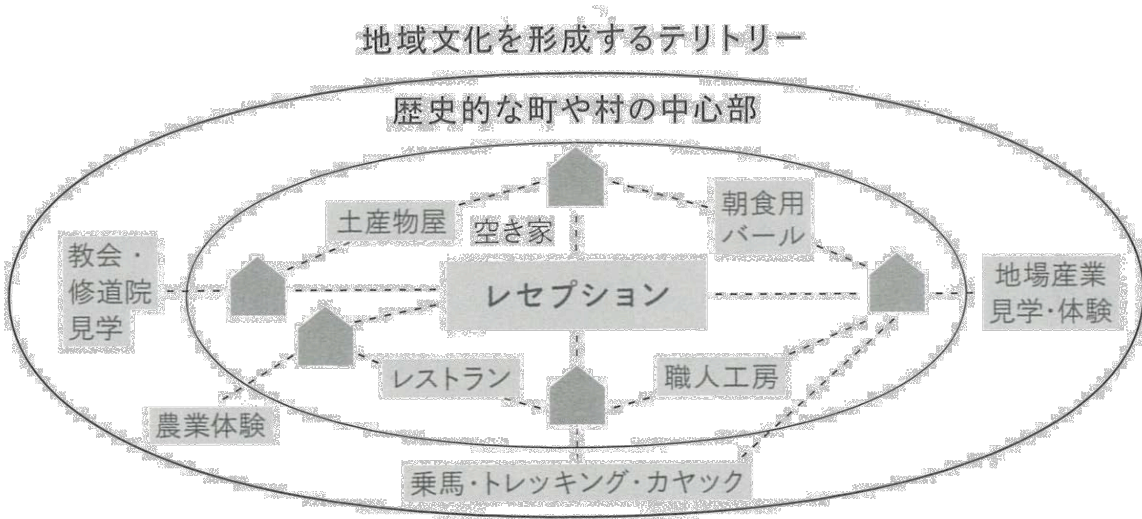 地域文化を形成するテリトリー
歴史的な町や村の中心部
土産物屋
空き家
朝食用
バール
教会・
修道院
見学
レセプション
地場産業
見学・体験
レストラン
職人工房
農業体験
乗馬・トレッキング・カヤック